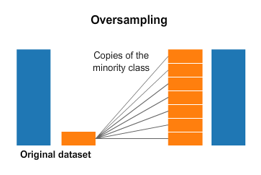 Oversampling
Copies of the
minority class
Original dataset